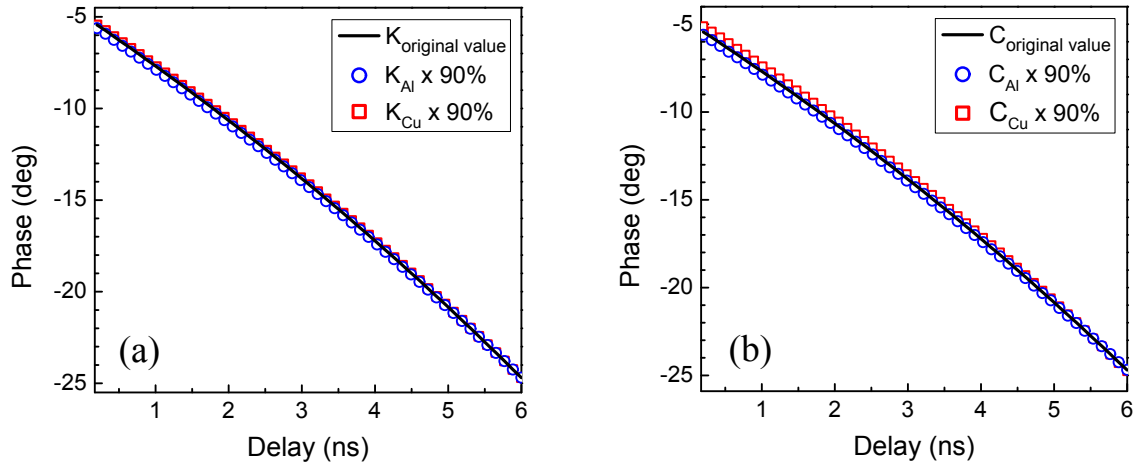 -5
-10
-15
-20
-25
1 2 3 4 5 6
Phase (deg)
Delay (ns)
K original value
K Al x 90%
K Cu x 90%
(a)
-5
-10
-15
-20
-25
1 2 3 4 5 6
Phase (deg)
Delay (ns)
C original value
C Al x 90%
C Cu x 90%
(b)